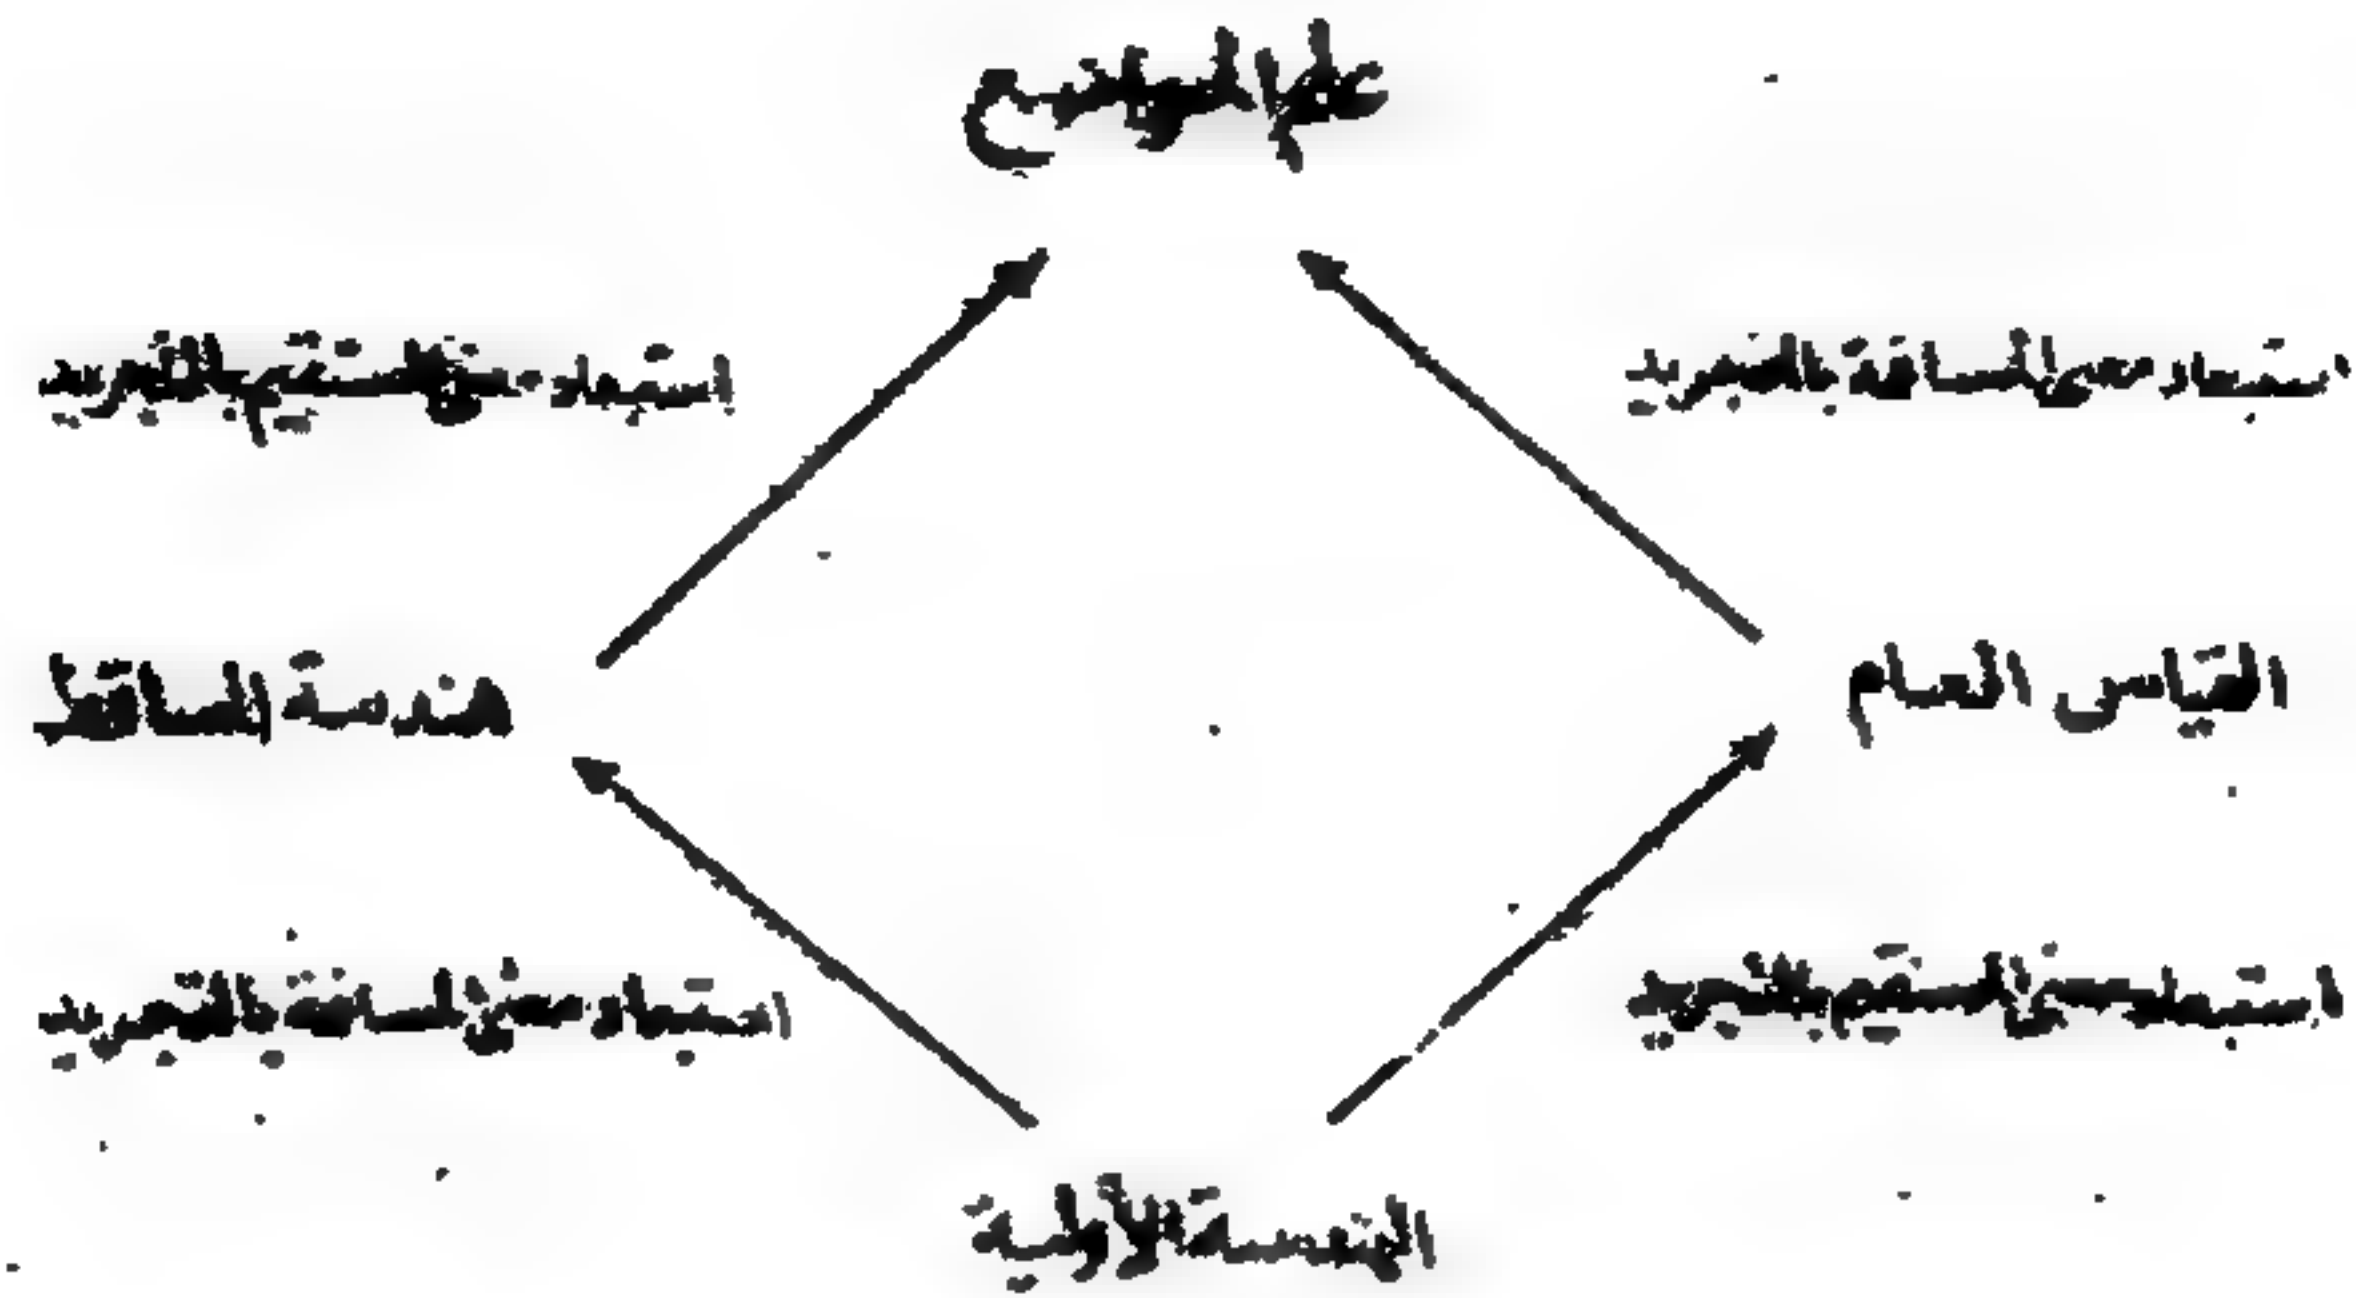 علم المواضع
استبعاد معنى المسافة بالتجريد
استبعاد معنى المستقيم بالتجريد
القياس العام
هندسة المساقط
استبعاد معنى المستقيم بالتجريد
استبعاد معنى المسافة بالتجريد
الهندسة الأولية